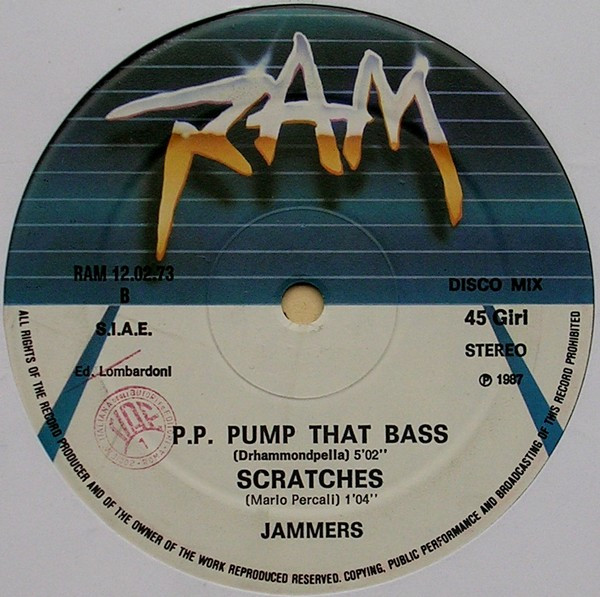 RAM
RAM 12.02.73
B
DISCO MIX
S.I.A.E.
45 Giri
STEREO
Ed. Lombardoni
℗ 1987
P.P. PUMP THAT BASS
(Drhammondpella) 5'02''
SCRATCHES
(Mario Percali) 1'04''
JAMMERS
ALL RIGHTS OF THE RECORD PRODUCER AND OF THE OWNER OF THE WORK REPRODUCED RESERVED. COPYING, PUBLIC PERFORMANCE AND BROADCASTING OF THIS RECORD PROHIBITED